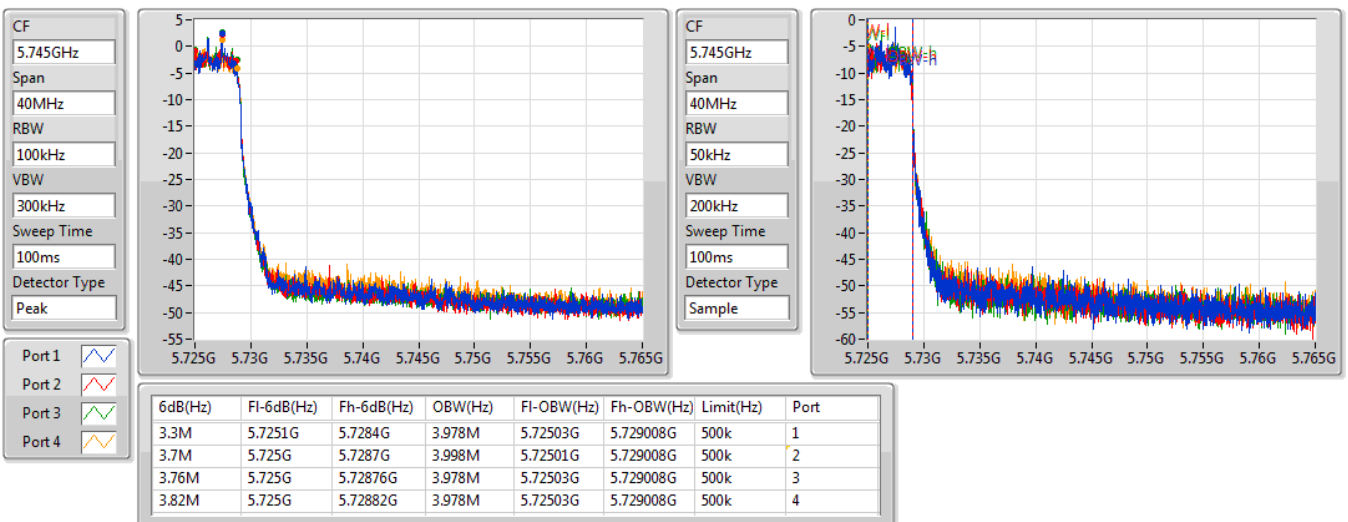 CF
5.745GHz
Span
40MHz
RBW
100kHz
VBW
300kHz
Sweep Time
100ms
Detector Type
Peak
5
0
-5
-10
-15
-20
-25
-30
-35
-40
-45
-50
-55
5.725G 5.73G 5.735G 5.74G 5.745G 5.75G 5.755G 5.76G 5.765G
CF
5.745GHz
Span
40MHz
RBW
50kHz
VBW
200kHz
Sweep Time
100ms
Detector Type
Sample
0
-5
-10
-15
-20
-25
-30
-35
-40
-45
-50
-55
-60
5.725G 5.73G 5.735G 5.74G 5.745G 5.75G 5.755G 5.76G 5.765G
Port 1
Port 2
Port 3
Port 4
6dB(Hz) Fl-6dB(Hz) Fh-6dB(Hz) OBW(Hz) Fl-OBW(Hz) Fh-OBW(Hz) Limit(Hz) Port
3.3M 5.7251G 5.7284G 3.978M 5.72503G 5.729008G 500k 1
3.7M 5.725G 5.7287G 3.998M 5.72501G 5.729008G 500k 2
3.76M 5.725G 5.72876G 3.978M 5.72503G 5.729008G 500k 3
3.82M 5.725G 5.72882G 3.978M 5.72503G 5.729008G 500k 4